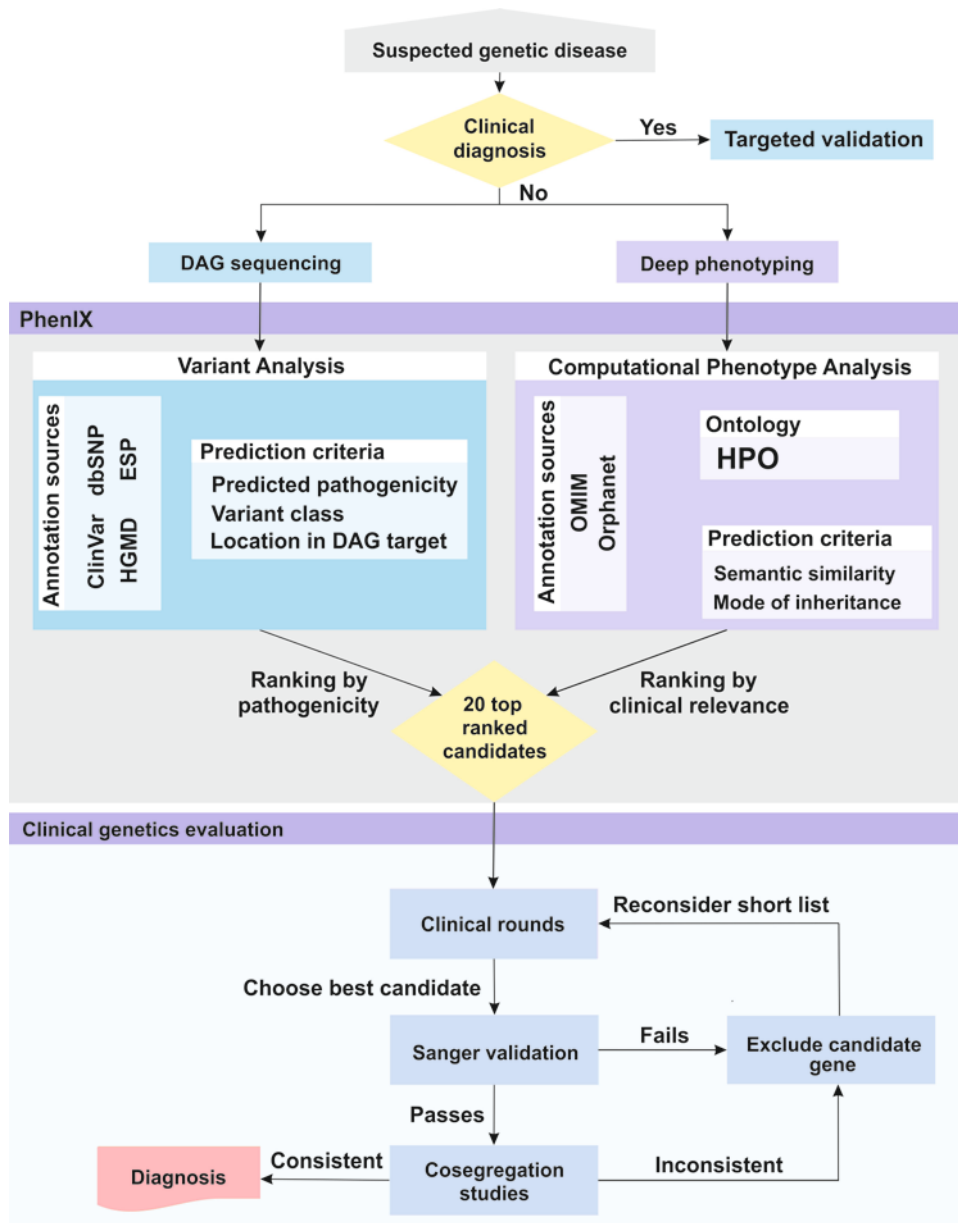 Suspected genetic disease
Clinical
diagnosis
Yes
Targeted validation
No
DAG sequencing
Deep phenotyping
PhenIX
Variant Analysis
Annotation sources
ClinVar dbSNP
HGMD ESP
Prediction criteria
Predicted pathogenicity
Variant class
Location in DAG target
Computational Phenotype Analysis
Annotation sources
OMIM
Orphanet
Ontology
HPO
Prediction criteria
Semantic similarity
Mode of inheritance
Ranking by
pathogenicity
20 top
ranked
candidates
Ranking by
clinical relevance
Clinical genetics evaluation
Clinical rounds
Reconsider short list
Choose best candidate
Sanger validation
Fails
Exclude candidate
gene
Passes
Diagnosis
Consistent
Cosegregation
studies
Inconsistent